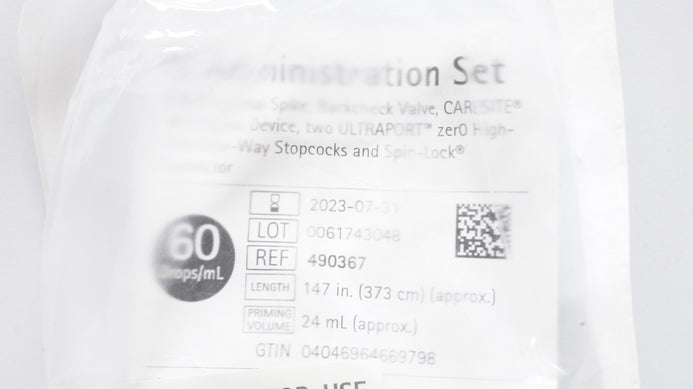 Administration Set
Spike, Backcheck Valve, CARESITE®
Device, two ULTRAPORT™ zer0 High-
-Way Stopcocks and Spin-Lock®
60
Drops/mL
2023-07-31
LOT 0061743048
REF 490367
LENGTH 147 in. (373 cm) (approx.)
PRIMING
VOLUME 24 mL (approx.)
GTIN 04046964669798
USE